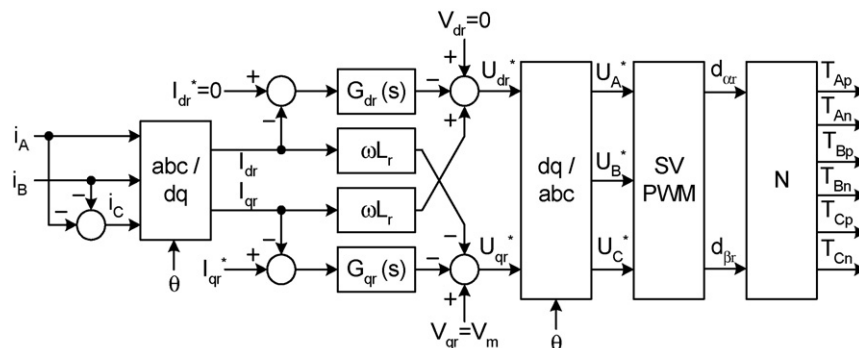 V_dr=0
I_dr*=0
+
−
G_dr(s)
−
+
+
U_dr*
U_A*
d_αr
T_Ap
T_An
i_A
i_B
i_C
−
−
abc / dq
θ
I_dr
I_qr
ωL_r
ωL_r
dq / abc
θ
U_B*
SV PWM
N
T_Bp
T_Bn
T_Cp
T_Cn
I_qr*
+
−
G_qr(s)
−
−
+
U_qr*
U_C*
d_βr
V_qr=V_m